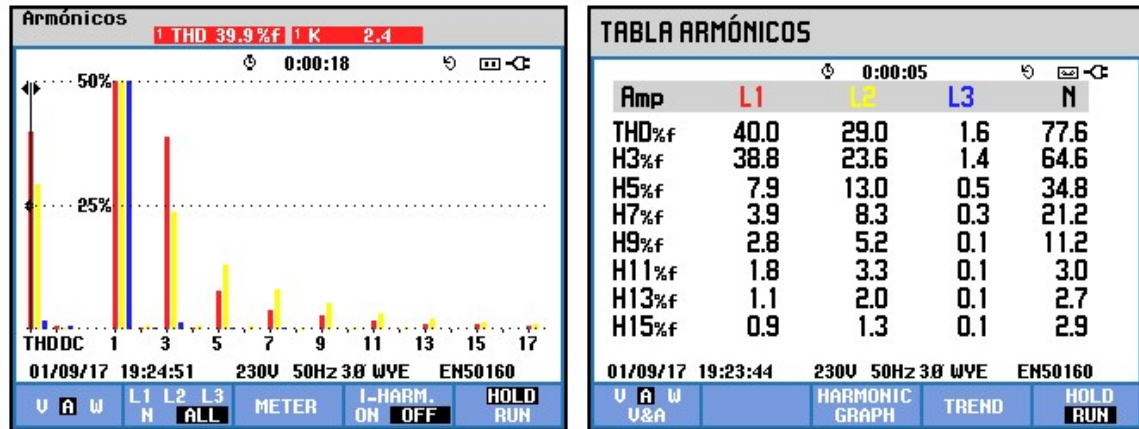 Armónicos
1 THD 39.9%f 1 K 2.4
0:00:18
50%
25%
THDDC 1 3 5 7 9 11 13 15 17
01/09/17 19:24:51 230V 50Hz 3Ø WYE EN50160
V A W L1 L2 L3 N ALL METER I-HARM. ON OFF HOLD RUN
TABLA ARMÓNICOS
0:00:05
Amp L1 L2 L3 N
THD%f 40.0 29.0 1.6 77.6
H3%f 38.8 23.6 1.4 64.6
H5%f 7.9 13.0 0.5 34.8
H7%f 3.9 8.3 0.3 21.2
H9%f 2.8 5.2 0.1 11.2
H11%f 1.8 3.3 0.1 3.0
H13%f 1.1 2.0 0.1 2.7
H15%f 0.9 1.3 0.1 2.9
01/09/17 19:23:44 230V 50Hz 3Ø WYE EN50160
V A W HARMONIC TREND HOLD
V&A GRAPH RUN